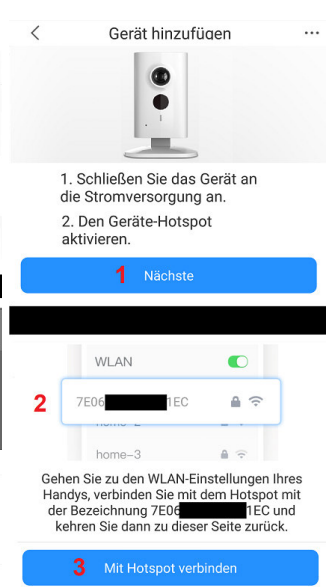 Gerät hinzufügen
1. Schließen Sie das Gerät an
die Stromversorgung an.
2. Den Geräte-Hotspot
aktivieren.
1 Nächste
WLAN
2 7E06 1EC
home-2
home-3
Gehen Sie zu den WLAN-Einstellungen Ihres
Handys, verbinden Sie mit dem Hotspot mit
der Bezeichnung 7E06 1EC und
kehren Sie dann zu dieser Seite zurück.
3 Mit Hotspot verbinden